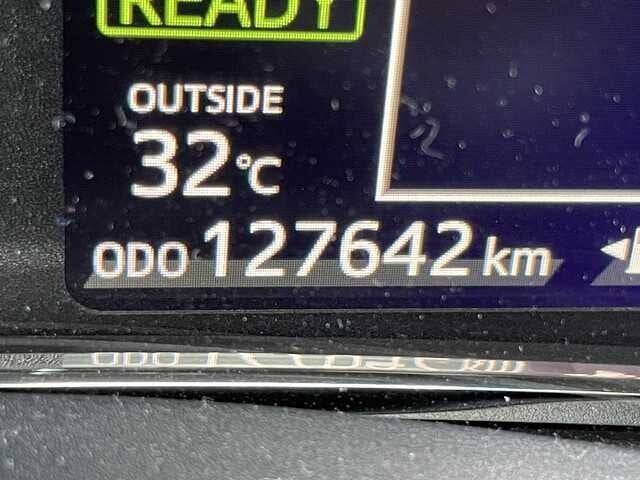 READY
OUTSIDE
32°C
ODO 127642 km